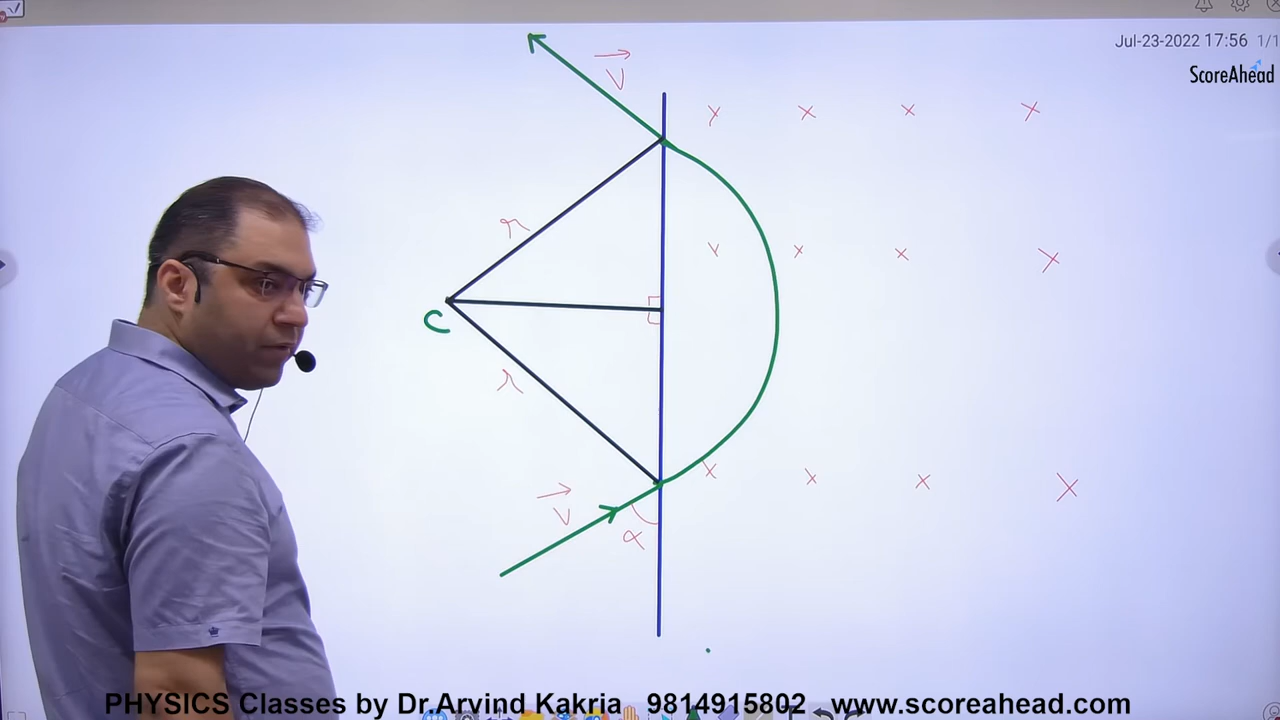 Jul-23-2022 17:56 1/1
ScoreAhead
V
x x x x
r
x x x x
C
r
x x x x
V
α
PHYSICS Classes by Dr.Arvind Kakria 9814915802 www.scoreahead.com